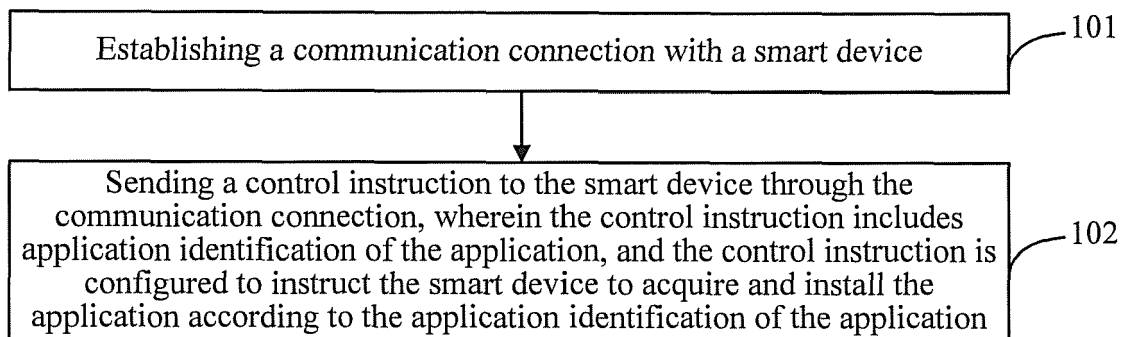 Establishing a communication connection with a smart device
101
Sending a control instruction to the smart device through the
communication connection, wherein the control instruction includes
application identification of the application, and the control instruction is
configured to instruct the smart device to acquire and install the
application according to the application identification of the application
102